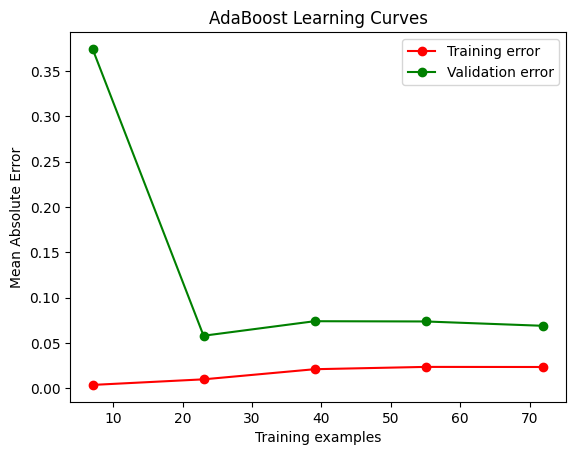 AdaBoost Learning Curves
Training error
Validation error
Mean Absolute Error
0.35
0.30
0.25
0.20
0.15
0.10
0.05
0.00
10 20 30 40 50 60 70
Training examples